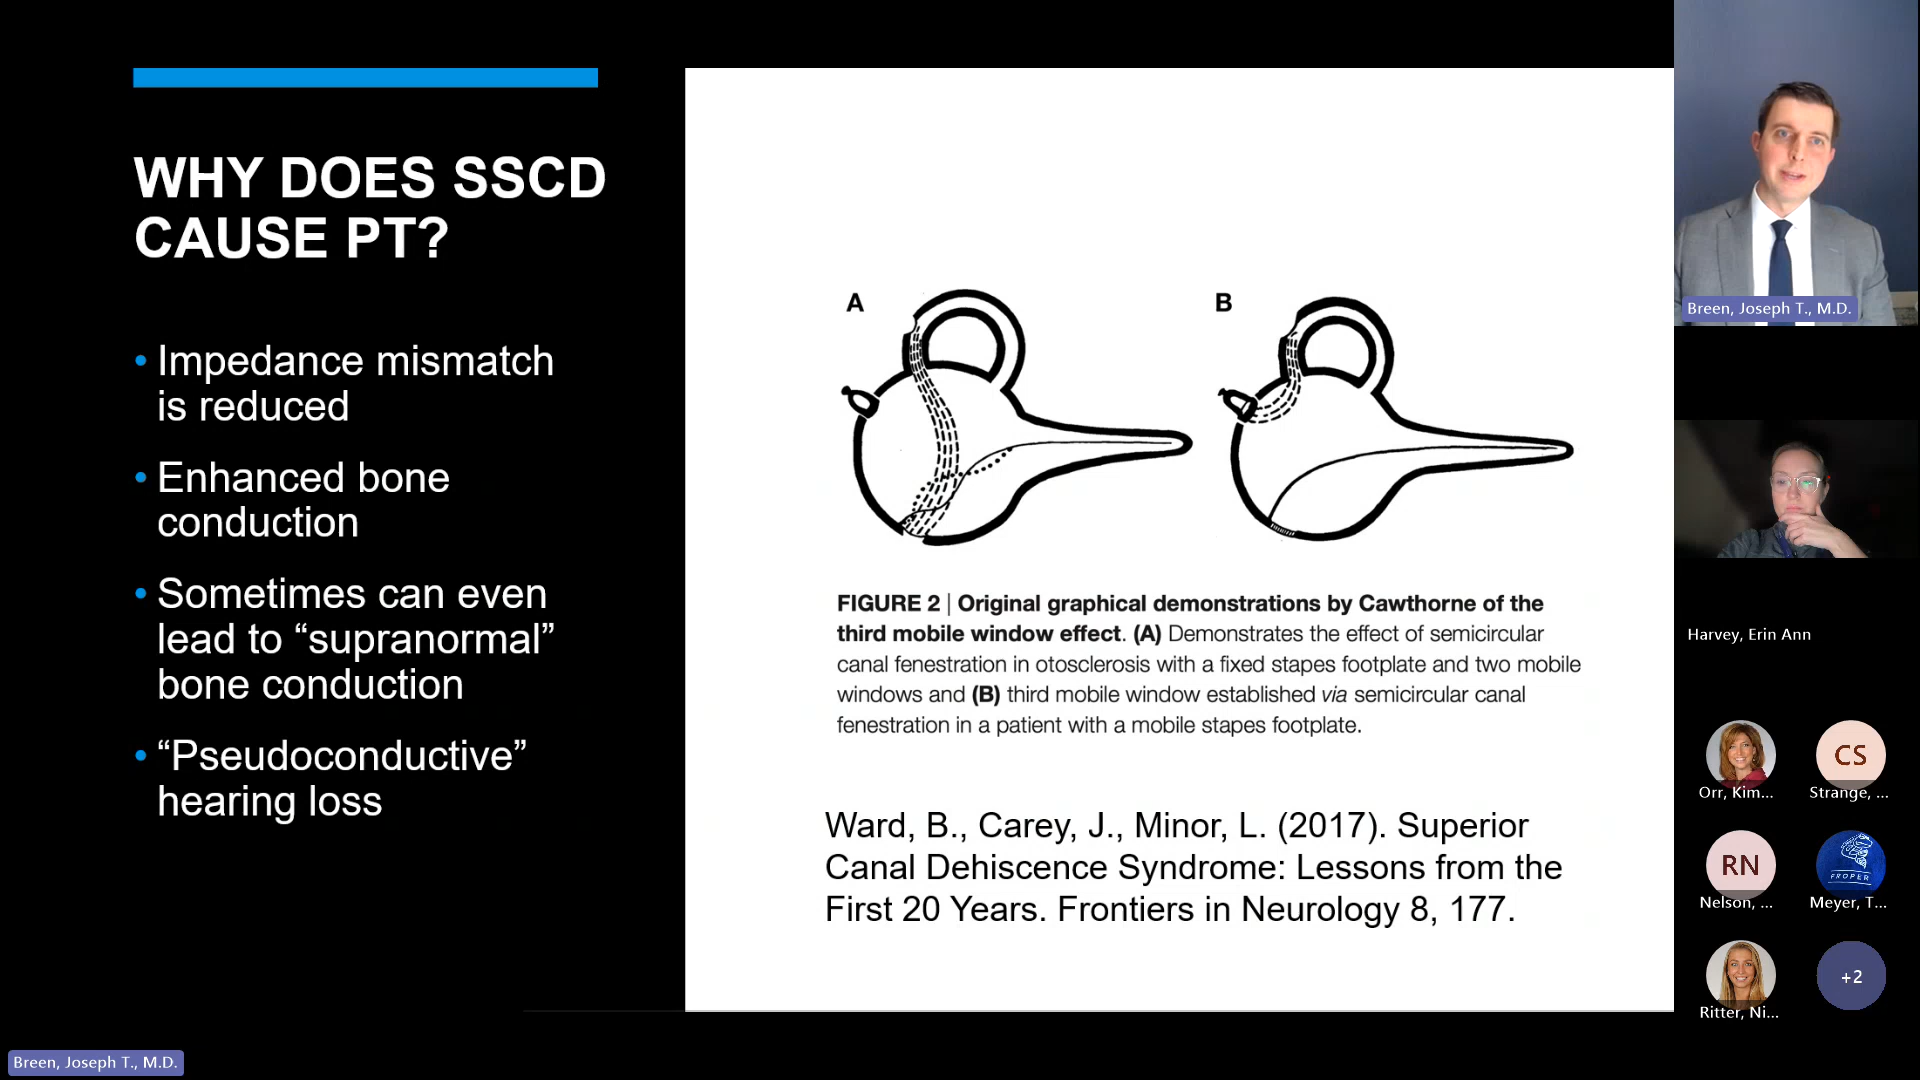 WHY DOES SSCD
CAUSE PT?
• Impedance mismatch
is reduced
• Enhanced bone
conduction
• Sometimes can even
lead to “supranormal”
bone conduction
• “Pseudoconductive”
hearing loss
A
B
FIGURE 2 | Original graphical demonstrations by Cawthorne of the
third mobile window effect. (A) Demonstrates the effect of semicircular
canal fenestration in otosclerosis with a fixed stapes footplate and two mobile
windows and (B) third mobile window established via semicircular canal
fenestration in a patient with a mobile stapes footplate.
Ward, B., Carey, J., Minor, L. (2017). Superior
Canal Dehiscence Syndrome: Lessons from the
First 20 Years. Frontiers in Neurology 8, 177.
Breen, Joseph T., M.D.
Harvey, Erin Ann
Orr, Kim...
CS
Strange, ...
RN
Nelson, ...
PROPER
Meyer, T...
Ritter, Ni...
+2
Breen, Joseph T., M.D.